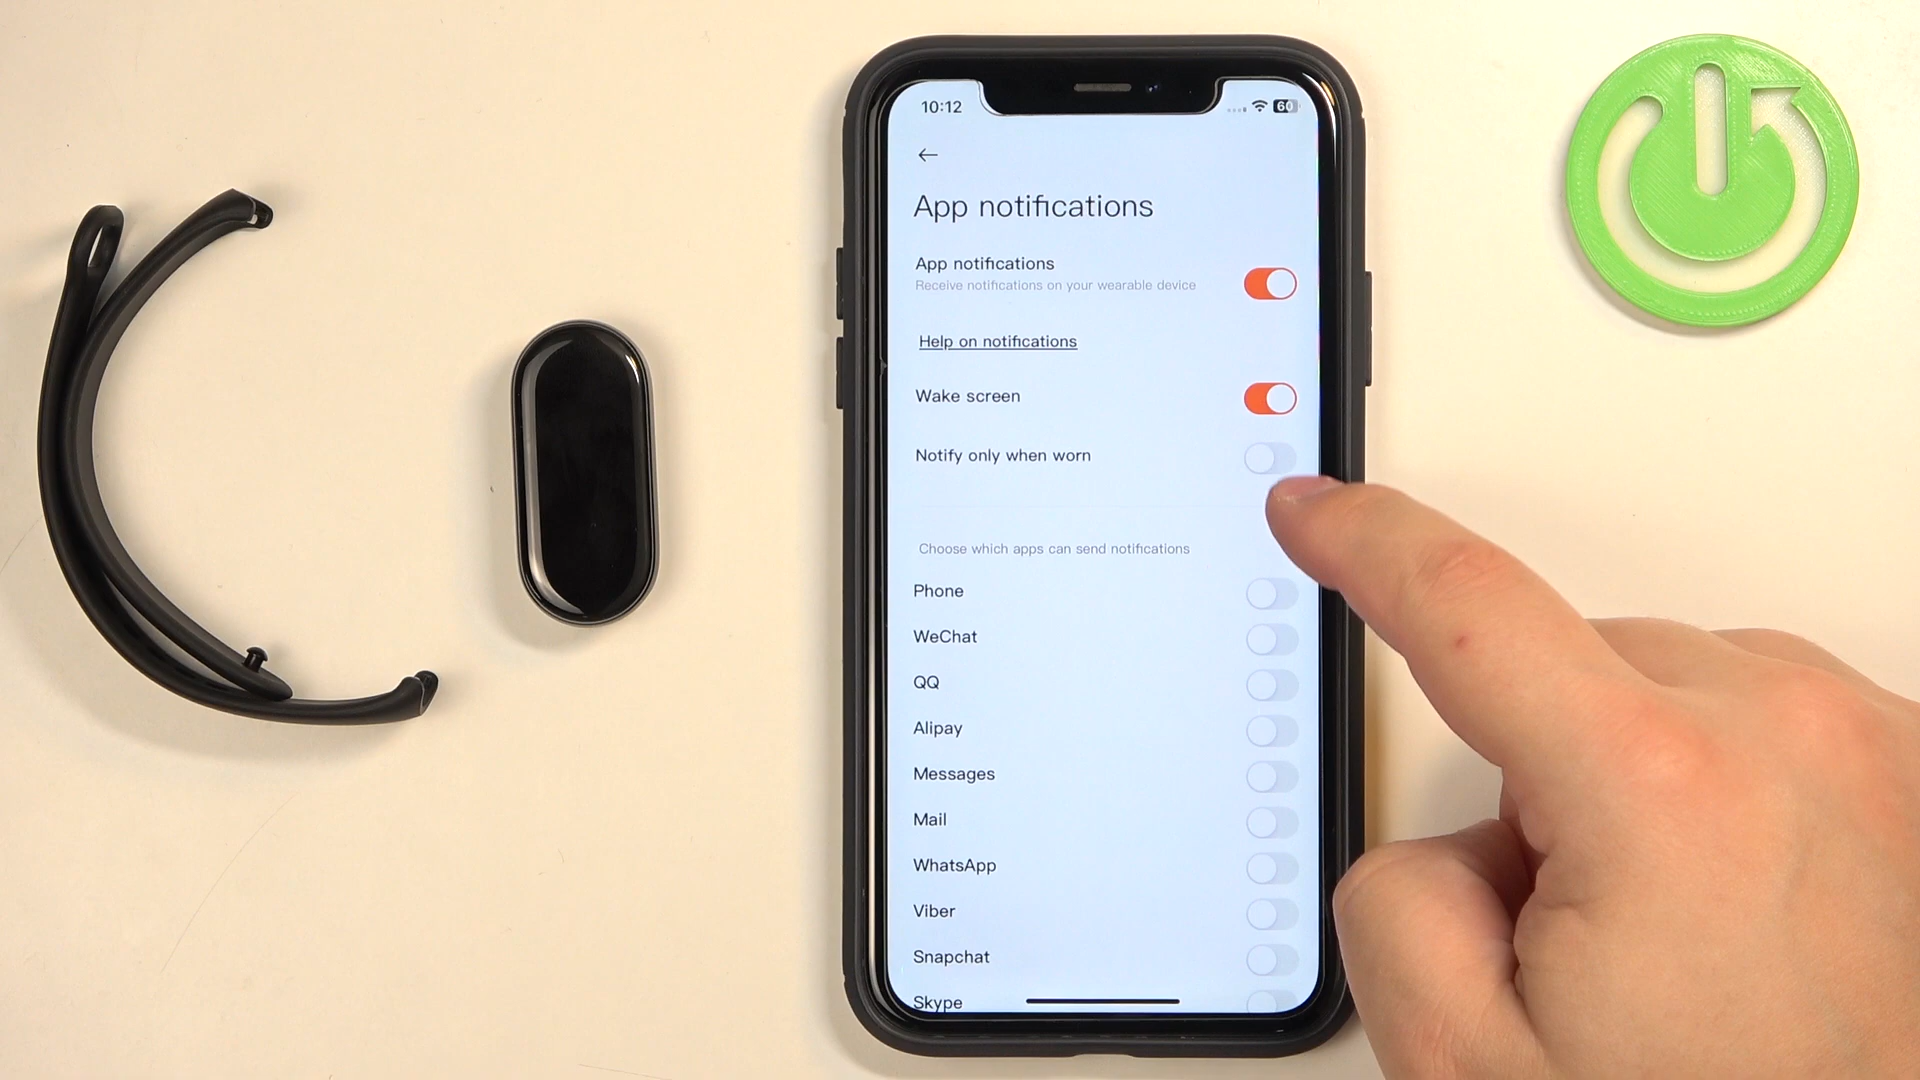 10:12
60
App notifications
App notifications
Receive notifications on your wearable device
Help on notifications
Wake screen
Notify only when worn
Choose which apps can send notifications
Phone
WeChat
QQ
Alipay
Messages
Mail
WhatsApp
Viber
Snapchat
Skype